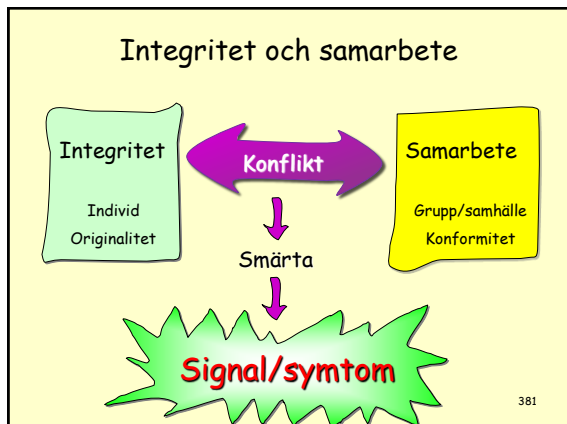 Integritet och samarbete
Integritet
Individ
Originalitet
Konflikt
Samarbete
Grupp/samhälle
Konformitet
Smärta
Signal/symtom
381